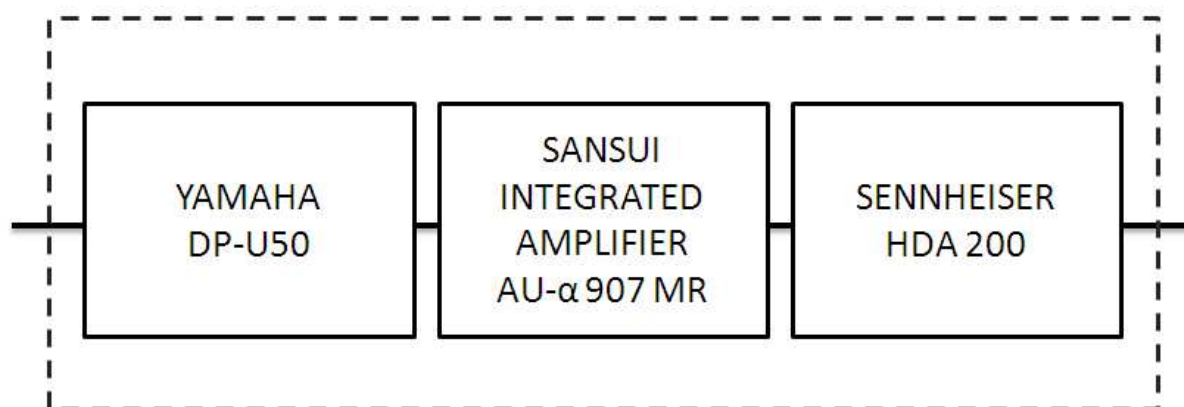 YAMAHA
DP-U50
SANSUI
INTEGRATED
AMPLIFIER
AU-α 907 MR
SENNHEISER
HDA 200